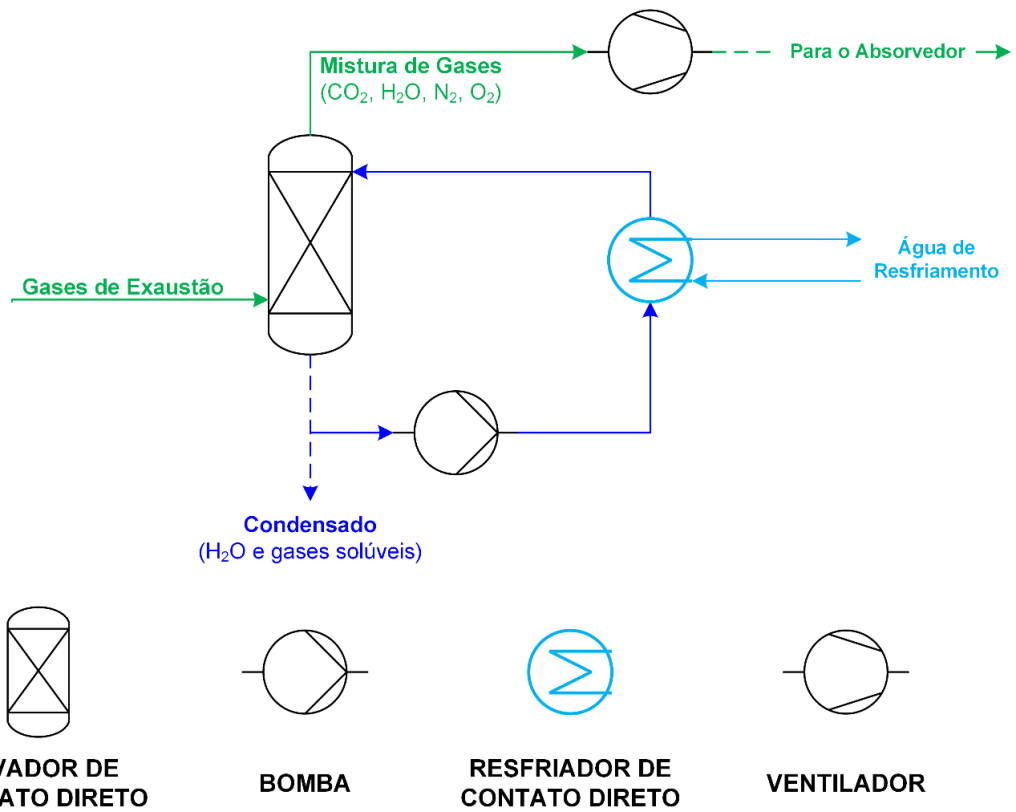 Para o Absorvedor
Mistura de Gases
(CO₂, H₂O, N₂, O₂)
Água de
Resfriamento
Gases de Exaustão
Condensado
(H₂O e gases solúveis)
VADOR DE
ATO DIRETO
BOMBA
RESFRIADOR DE
CONTATO DIRETO
VENTILADOR